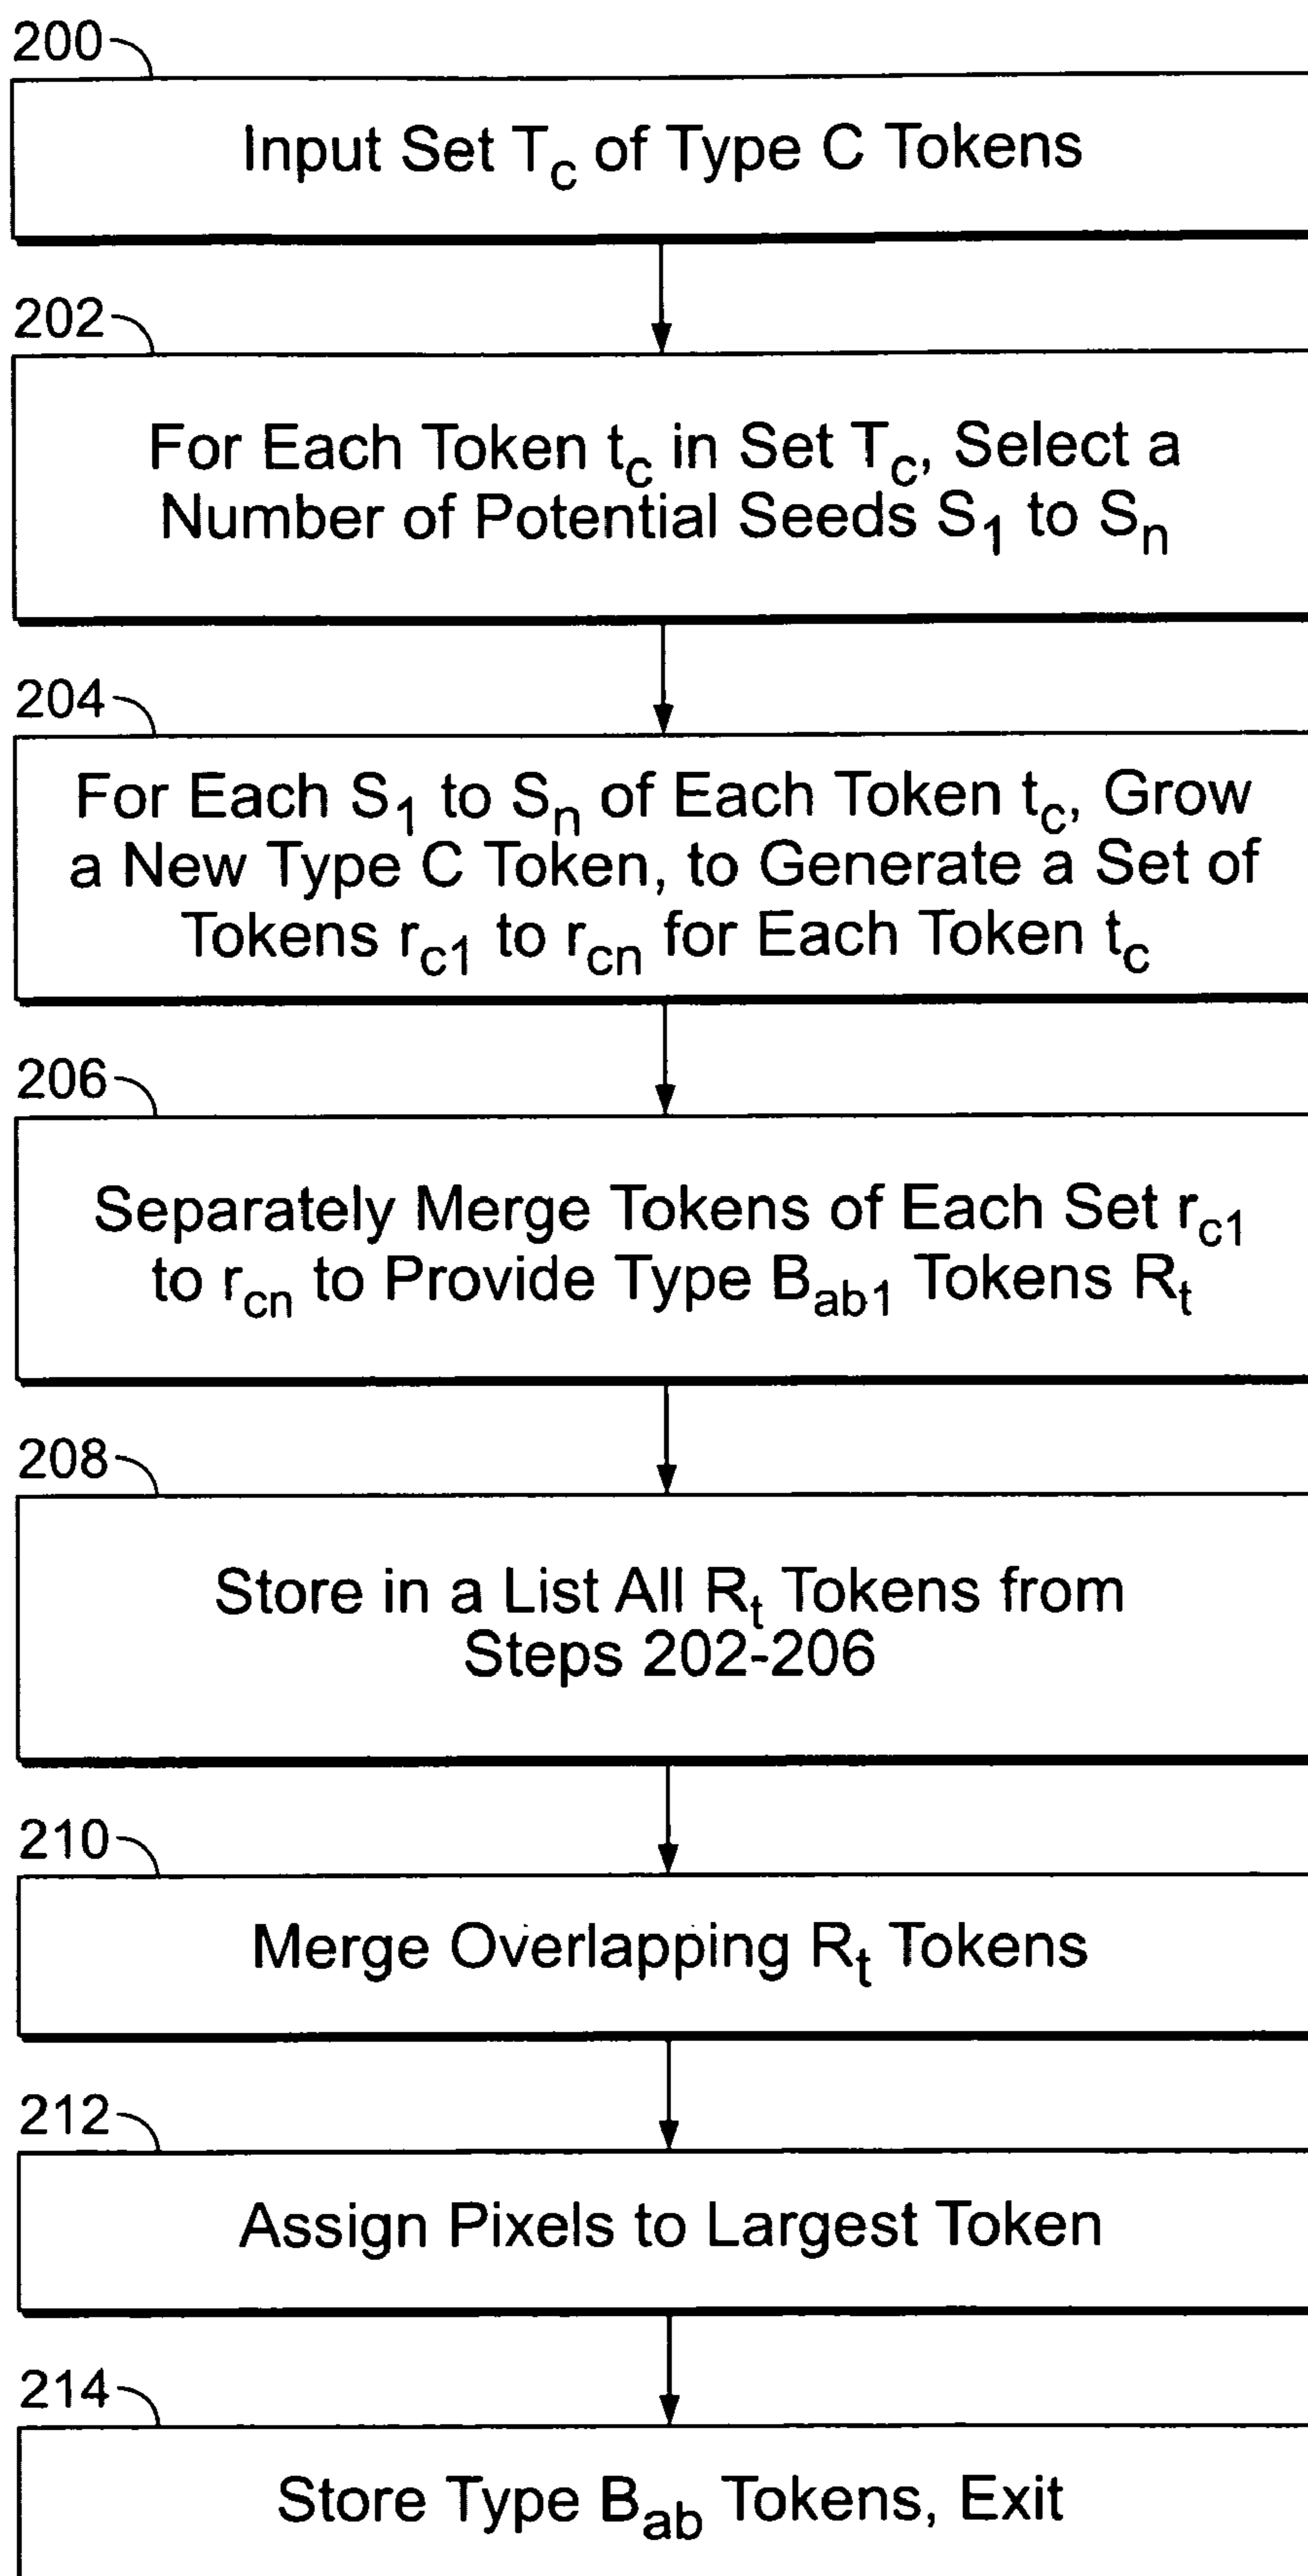 200
Input Set Tc of Type C Tokens
202
For Each Token tc in Set Tc, Select a
Number of Potential Seeds S1 to Sn
204
For Each S1 to Sn of Each Token tc, Grow
a New Type C Token, to Generate a Set of
Tokens rc1 to rcn for Each Token tc
206
Separately Merge Tokens of Each Set rc1
to rcn to Provide Type Bab1 Tokens Rt
208
Store in a List All Rt Tokens from
Steps 202-206
210
Merge Overlapping Rt Tokens
212
Assign Pixels to Largest Token
214
Store Type Bab Tokens, Exit